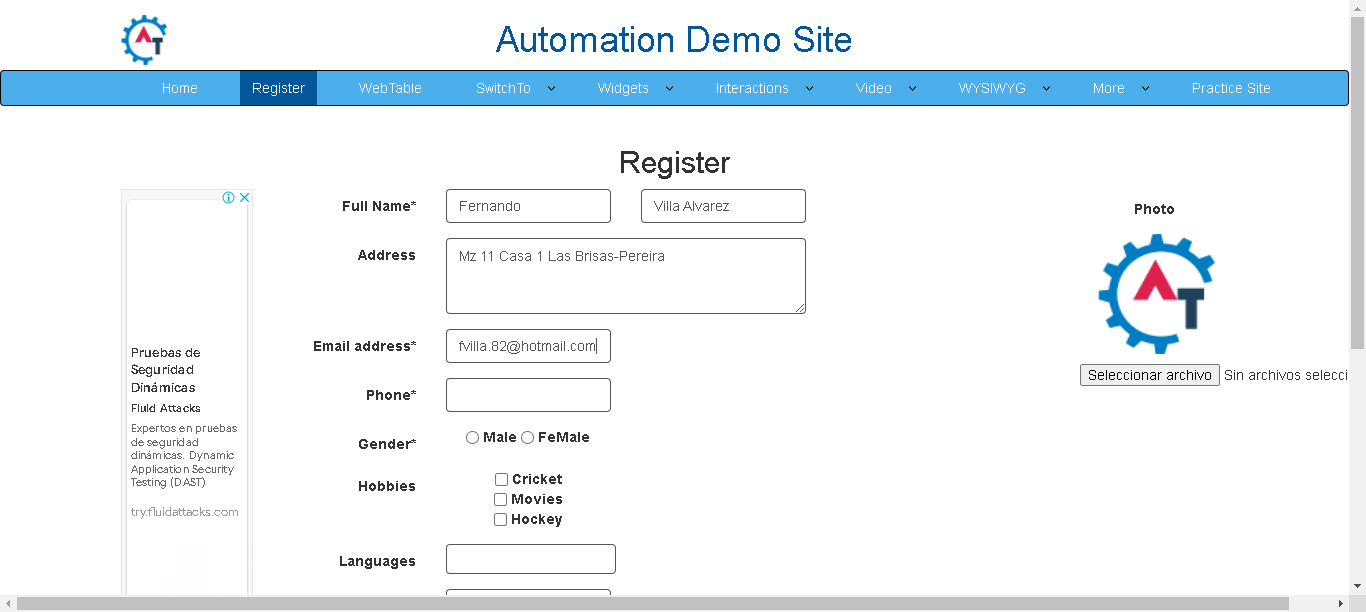 Automation Demo Site
Home Register WebTable SwitchTo Widgets Interactions Video WYSIWYG More Practice Site
Register
Full Name* Fernando Villa Alvarez
Address Mz 11 Casa 1 Las Brisas-Pereira
Email address* fvilla.82@hotmail.com
Phone*
Gender* Male FeMale
Hobbies Cricket
Movies
Hockey
Languages
Photo
AT
Seleccionar archivo Sin archivos selecci
Pruebas de
Seguridad
Dinámicas
Fluid Attacks
Expertos en pruebas
de seguridad
dinámicas. Dynamic
Application Security
Testing (DAST)
try.fluidattacks.com